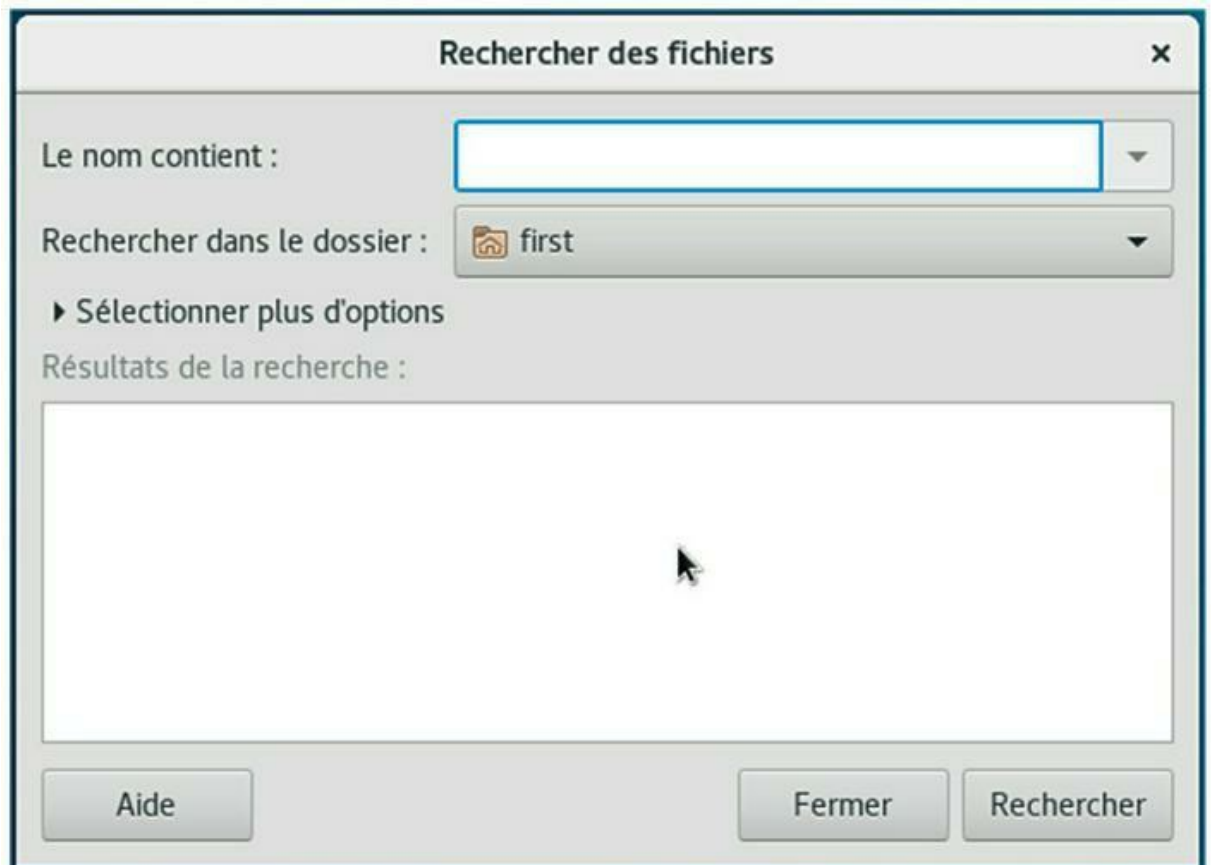 Rechercher des fichiers
Le nom contient :
Rechercher dans le dossier : first
Sélectionner plus d'options
Résultats de la recherche :
Aide Fermer Rechercher